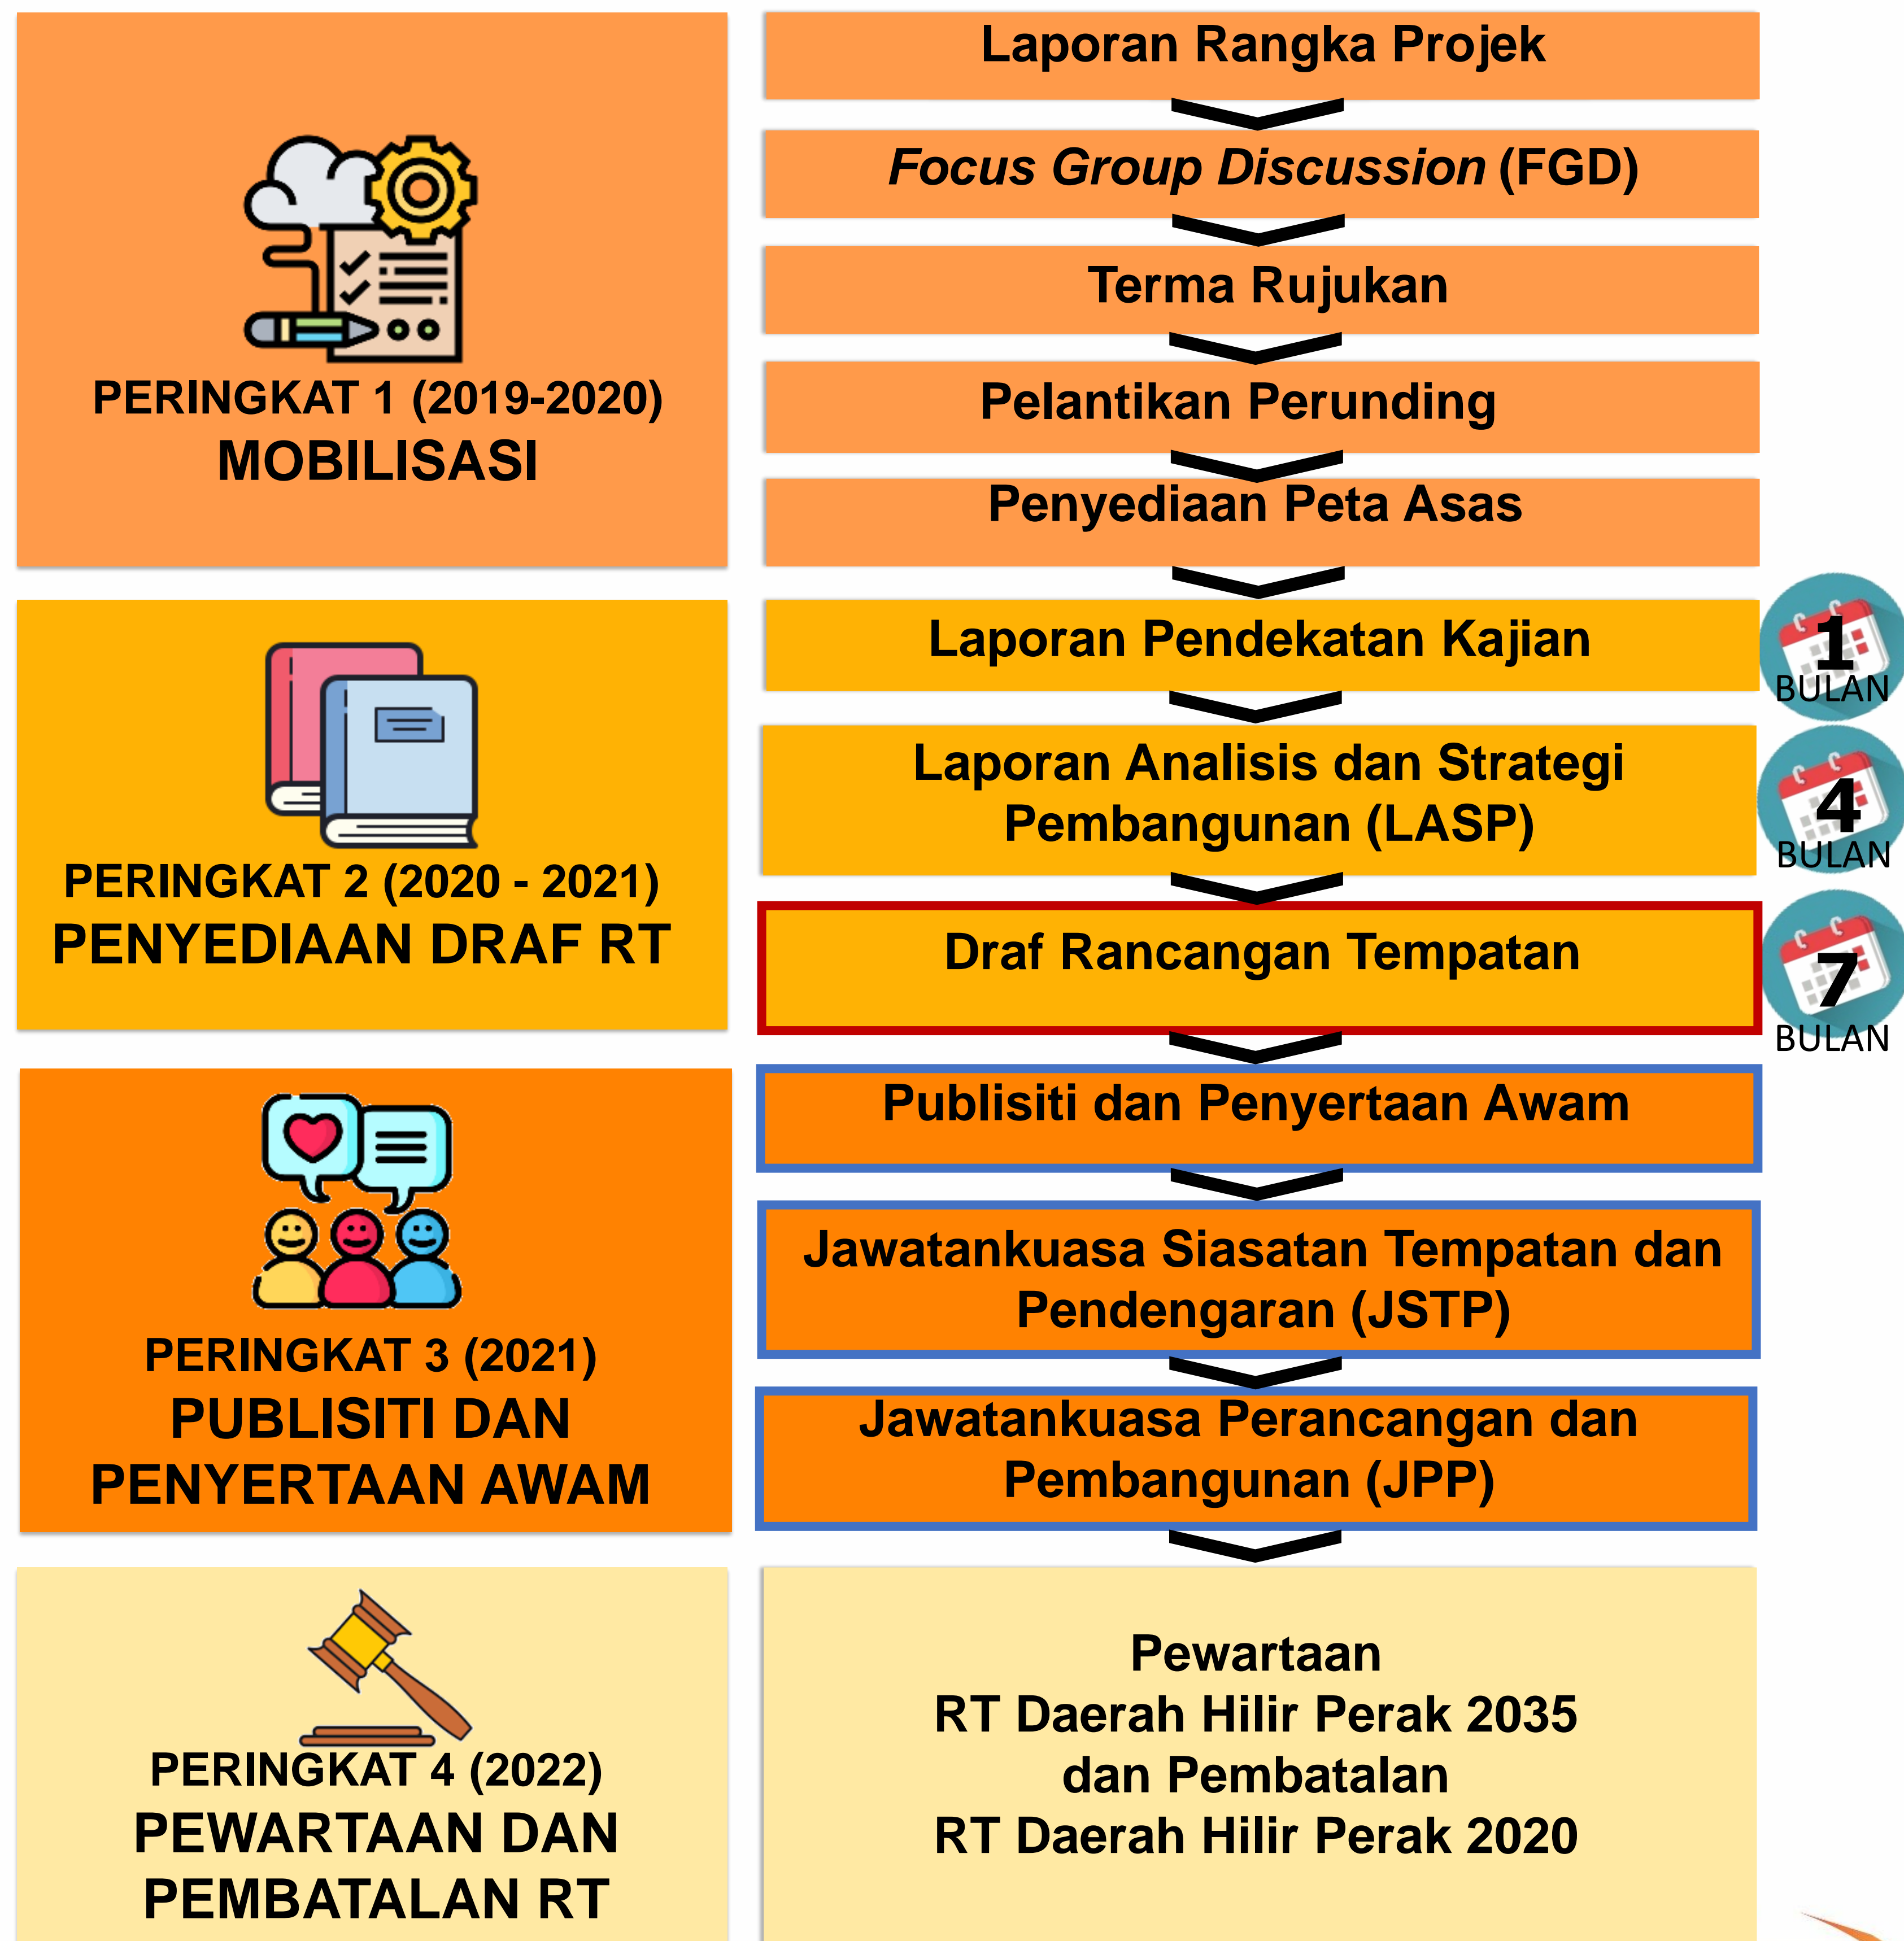 Laporan Rangka Projek
Focus Group Discussion (FGD)
Terma Rujukan
Pelantikan Perunding
Penyediaan Peta Asas
PERINGKAT 1 (2019-2020)
MOBILISASI
Laporan Pendekatan Kajian
1
BULAN
Laporan Analisis dan Strategi
Pembangunan (LASP)
4
BULAN
Draf Rancangan Tempatan
7
BULAN
PERINGKAT 2 (2020 - 2021)
PENYEDIAAN DRAF RT
Publisiti dan Penyertaan Awam
Jawatankuasa Siasatan Tempatan dan
Pendengaran (JSTP)
Jawatankuasa Perancangan dan
Pembangunan (JPP)
PERINGKAT 3 (2021)
PUBLISITI DAN
PENYERTAAN AWAM
Pewartaan
RT Daerah Hilir Perak 2035
dan Pembatalan
RT Daerah Hilir Perak 2020
PERINGKAT 4 (2022)
PEWARTAAN DAN
PEMBATALAN RT